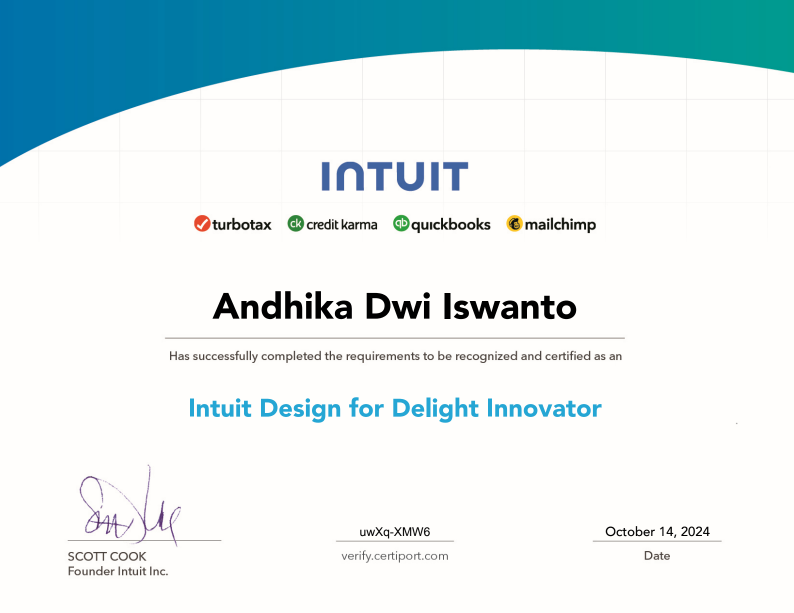 INTUIT
turbotax ck credit karma qb quickbooks mailchimp
Andhika Dwi Iswanto
Has successfully completed the requirements to be recognized and certified as an
Intuit Design for Delight Innovator
uwXq-XMW6
October 14, 2024
SCOTT COOK
verify.certiport.com
Date
Founder Intuit Inc.